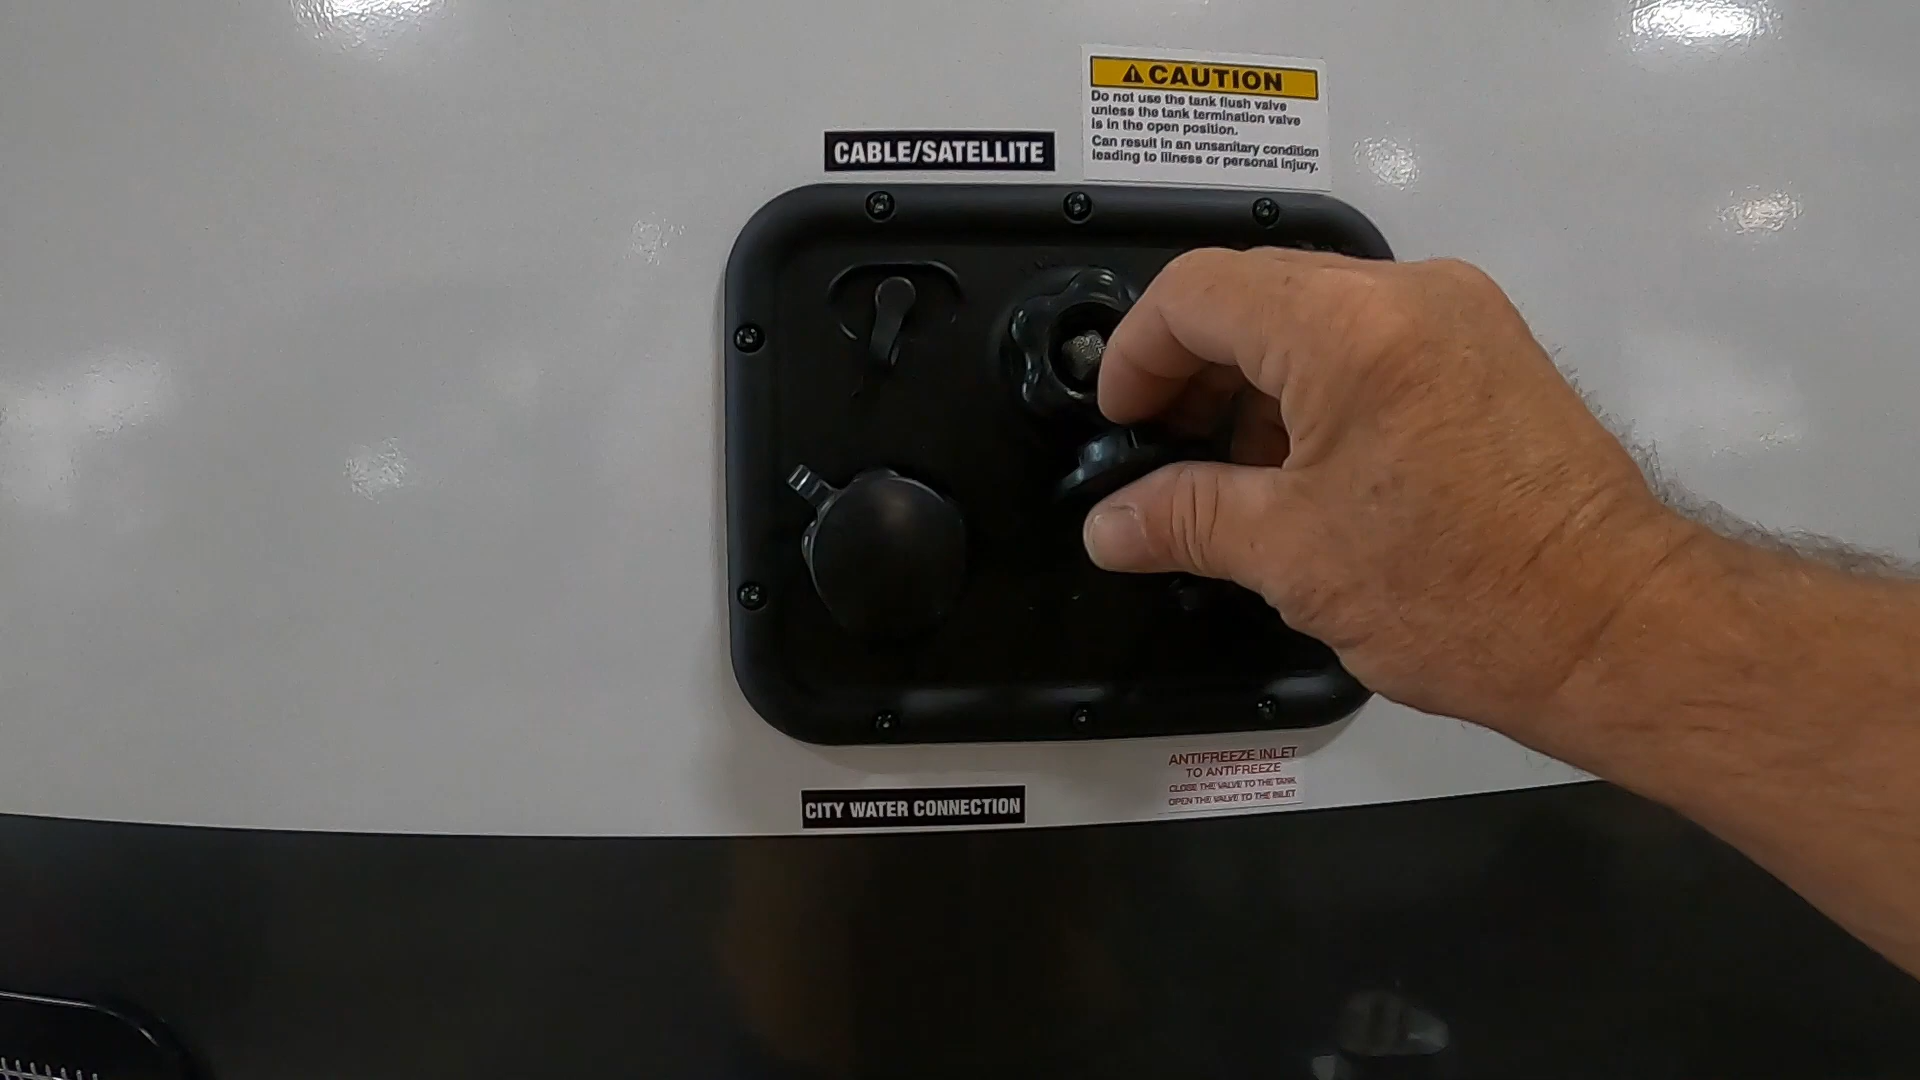 CAUTION
Do not use the tank flush valve
unless the tank termination valve
is in the open position.
Can result in an unsanitary condition
leading to illness or personal injury.
CABLE/SATELLITE
ANTIFREEZE INLET
TO ANTIFREEZE
CLOSE THE VALVE TO THE TANK
OPEN THE VALVE TO THE INLET
CITY WATER CONNECTION